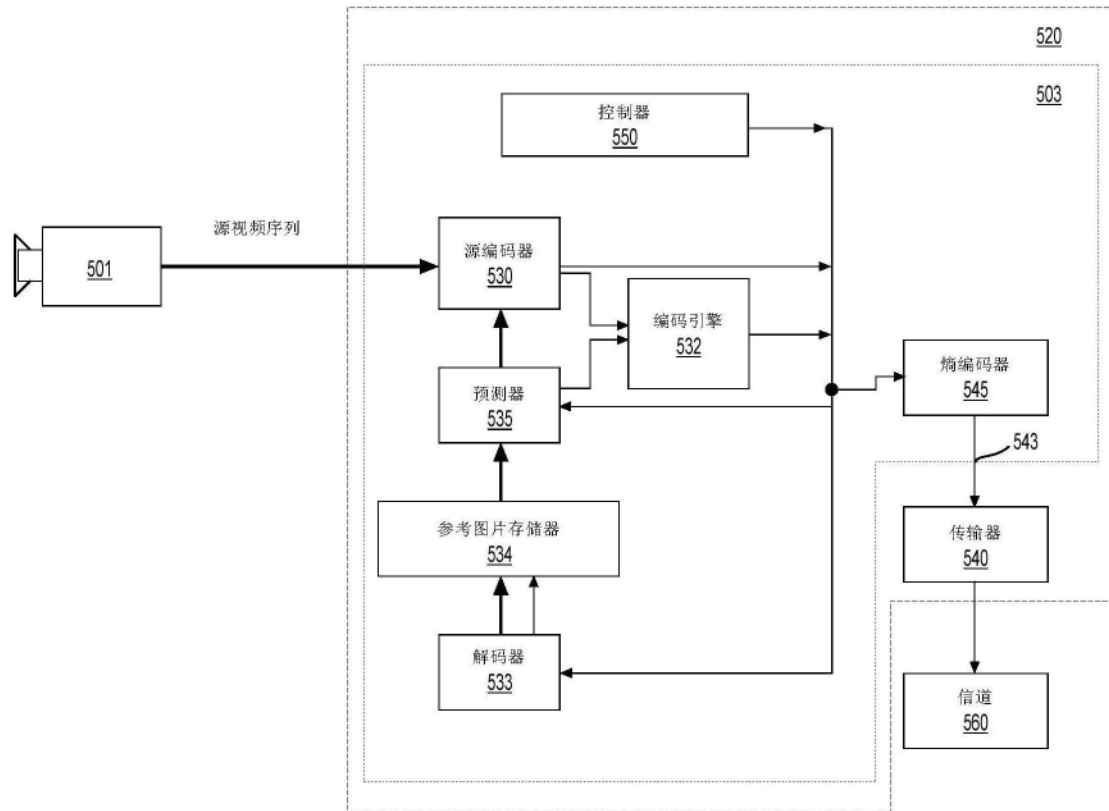 520
503
控制器
550
源视频序列
501
源编码器
530
编码引擎
532
预测器
535
熵编码器
545
543
参考图片存储器
534
传输器
540
解码器
533
信道
560